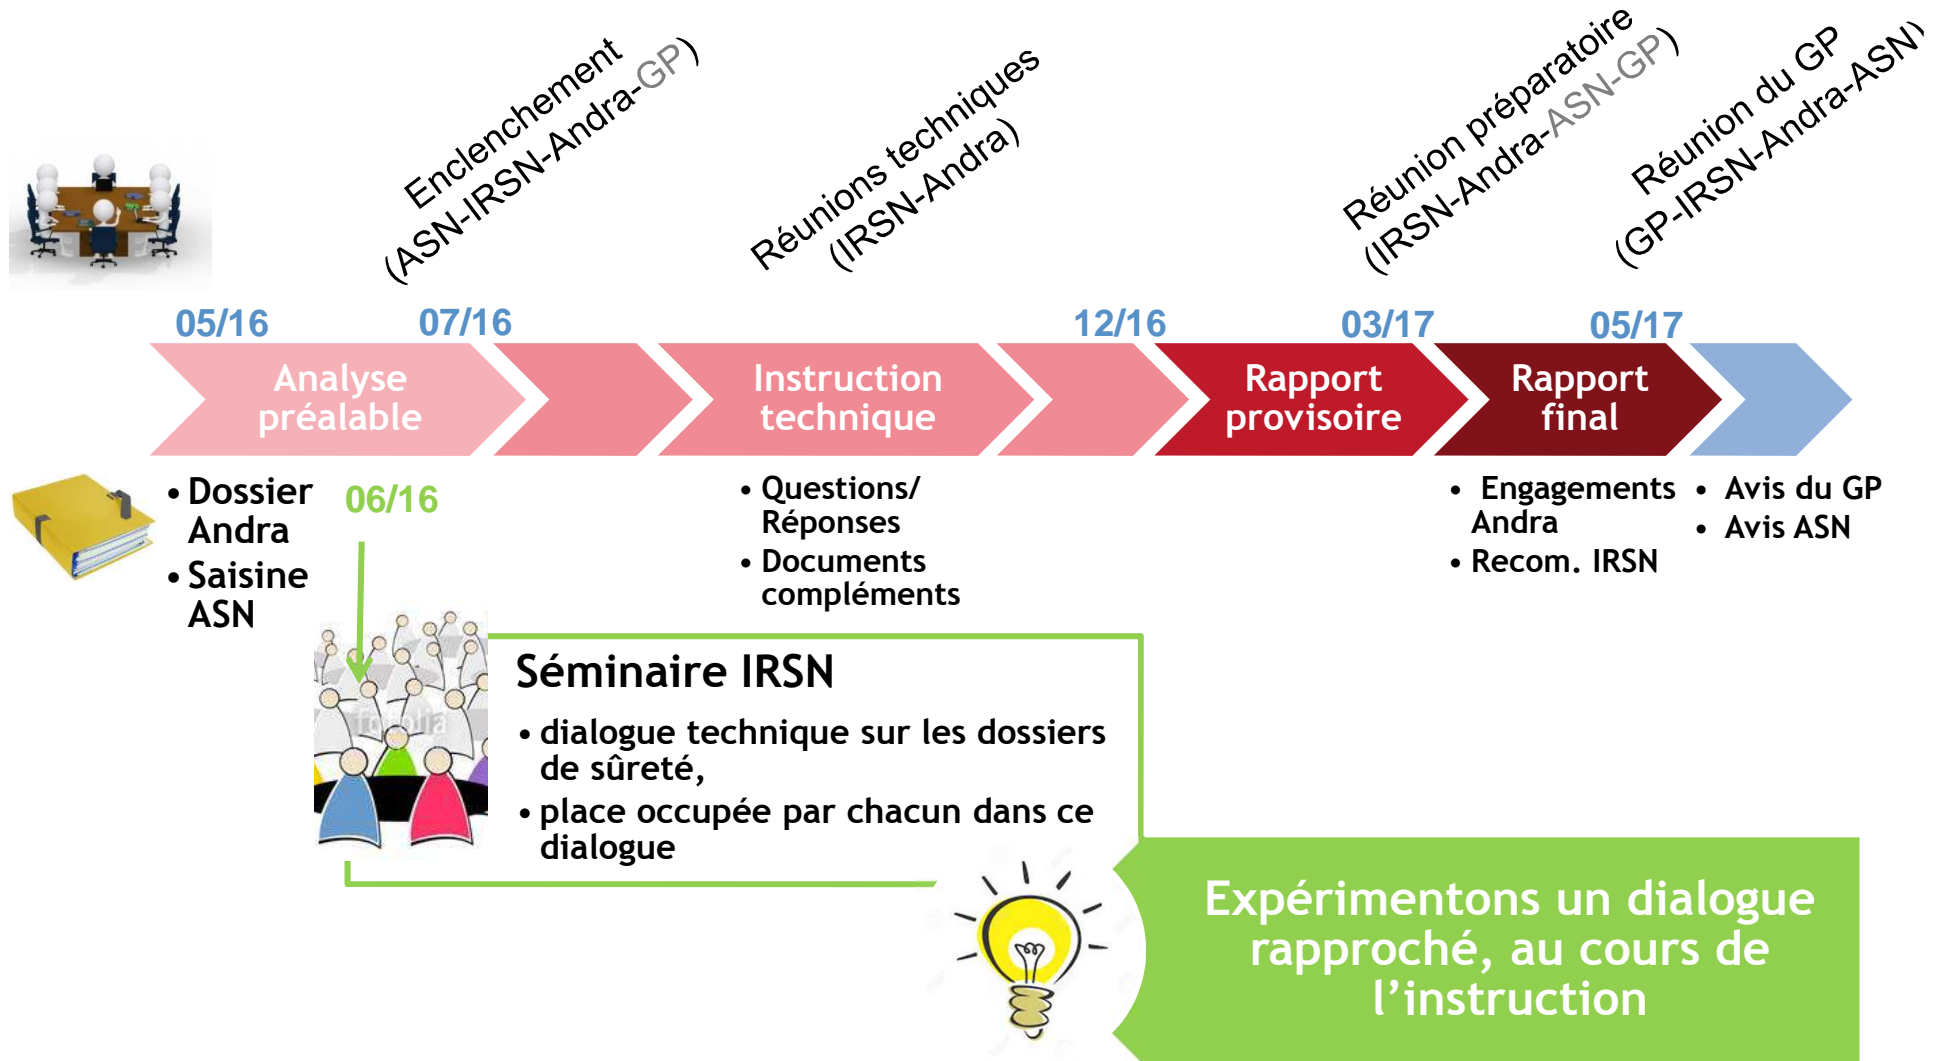 Enclenchement
(ASN-IRSN-Andra-GP)
Réunions techniques
(IRSN-Andra)
Réunion préparatoire
(IRSN-Andra-ASN-GP)
Réunion du GP
(GP-IRSN-Andra-ASN)
05/16
07/16
12/16
03/17
05/17
Analyse
préalable
Instruction
technique
Rapport
provisoire
Rapport
final
• Dossier
Andra
• Saisine
ASN
06/16
• Questions/
Réponses
• Documents
compléments
• Engagements
Andra
• Recom. IRSN
• Avis du GP
• Avis ASN
fotolia
Séminaire IRSN
• dialogue technique sur les dossiers
de sûreté,
• place occupée par chacun dans ce
dialogue
Expérimentons un dialogue
rapproché, au cours de
l’instruction